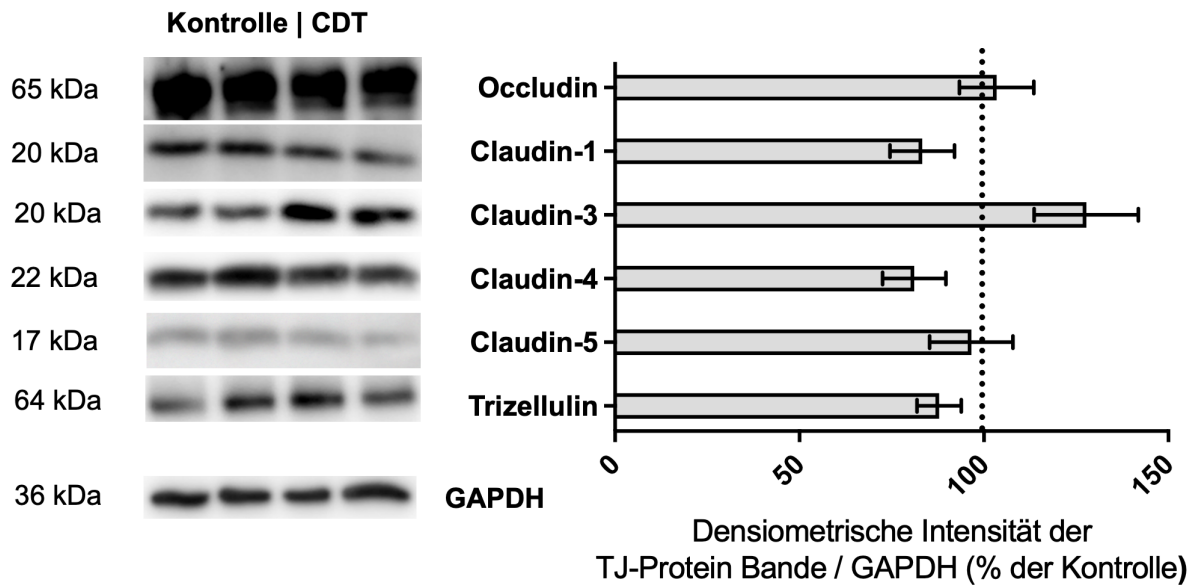 Kontrolle | CDT
65 kDa
20 kDa
20 kDa
22 kDa
17 kDa
64 kDa
36 kDa
GAPDH
Occludin
Claudin-1
Claudin-3
Claudin-4
Claudin-5
Trizellulin
0
50
100
150
Densiometrische Intensität der
TJ-Protein Bande / GAPDH (% der Kontrolle)